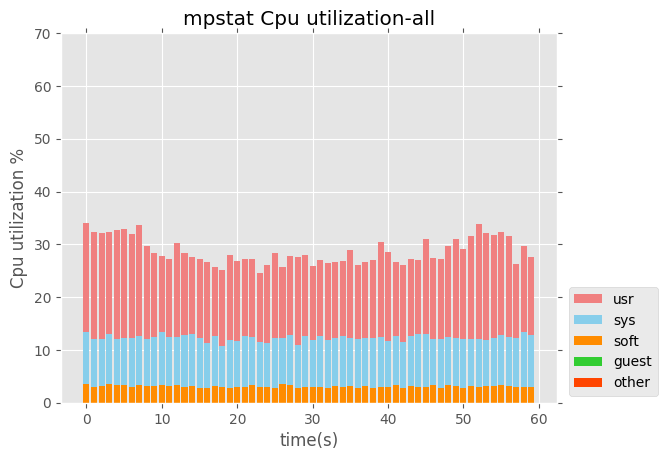 mpstat Cpu utilization-all
Cpu utilization %
70
60
50
40
30
20
10
0
0 10 20 30 40 50 60
time(s)
usr
sys
soft
guest
other